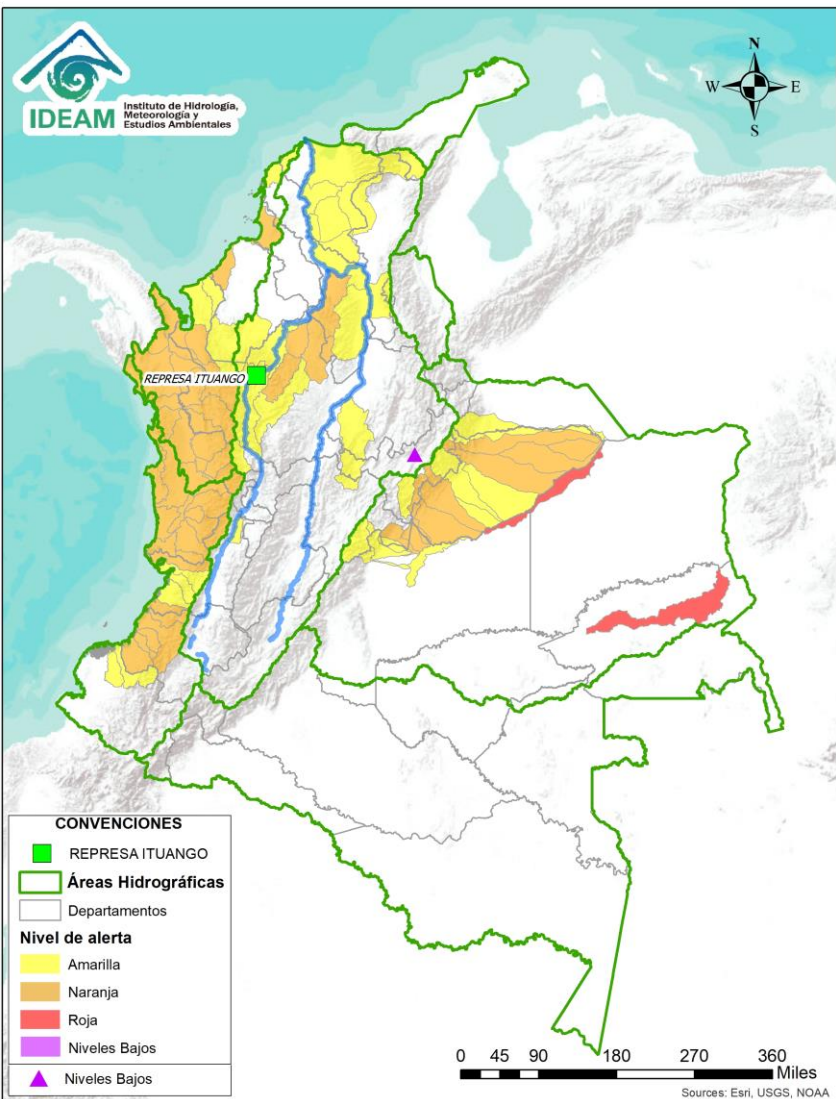 IDEAM
Instituto de Hidrología,
Meteorología y
Estudios Ambientales
N
W
E
S
REPRESA ITUANGO
CONVENCIONES
REPRESA ITUANGO
Áreas Hidrográficas
Departamentos
Nivel de alerta
Amarilla
Naranja
Roja
Niveles Bajos
Niveles Bajos
0 45 90 180 270 360
Miles
Sources: Esri, USGS, NOAA